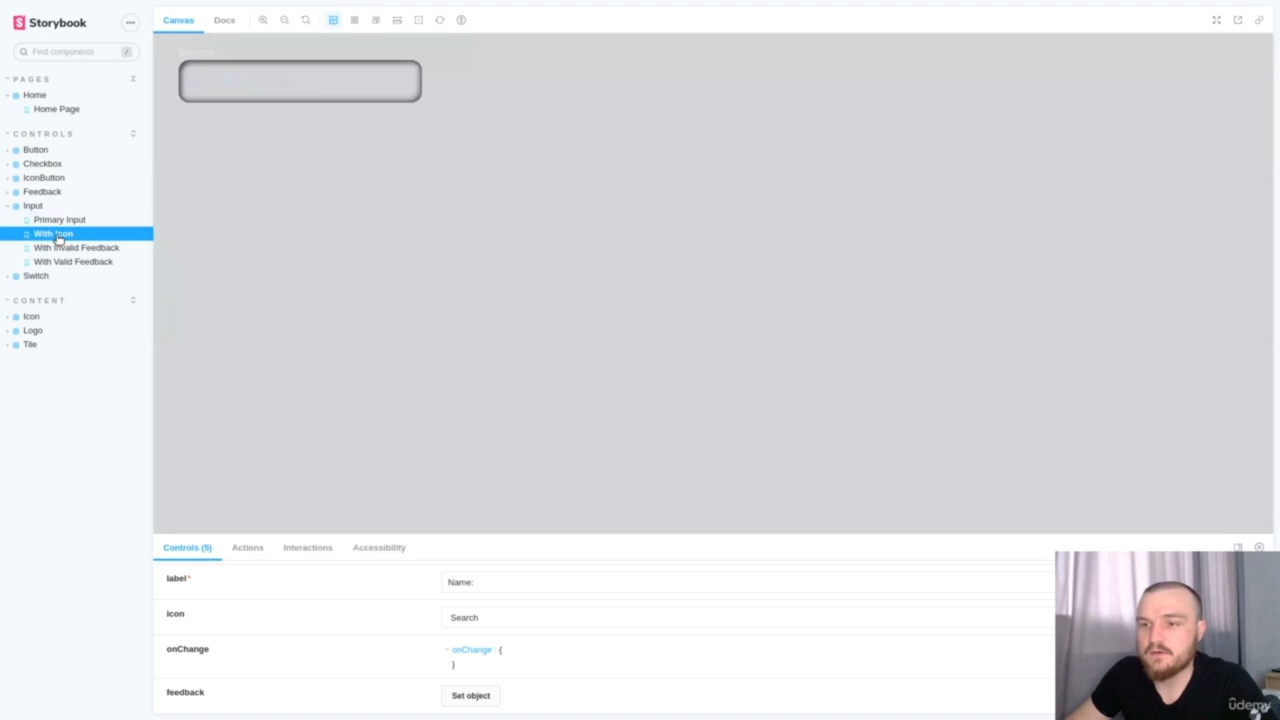 Storybook
Canvas
Docs
Find components
/
PAGES
Home
Home Page
CONTROLS
Button
Checkbox
IconButton
Feedback
Input
Primary Input
With Icon
With Invalid Feedback
With Valid Feedback
Switch
CONTENT
Icon
Logo
Tile
Controls (5)
Actions
Interactions
Accessibility
label*
Name:
icon
Search
onChange
onChange : {
}
feedback
Set object
ûdemy